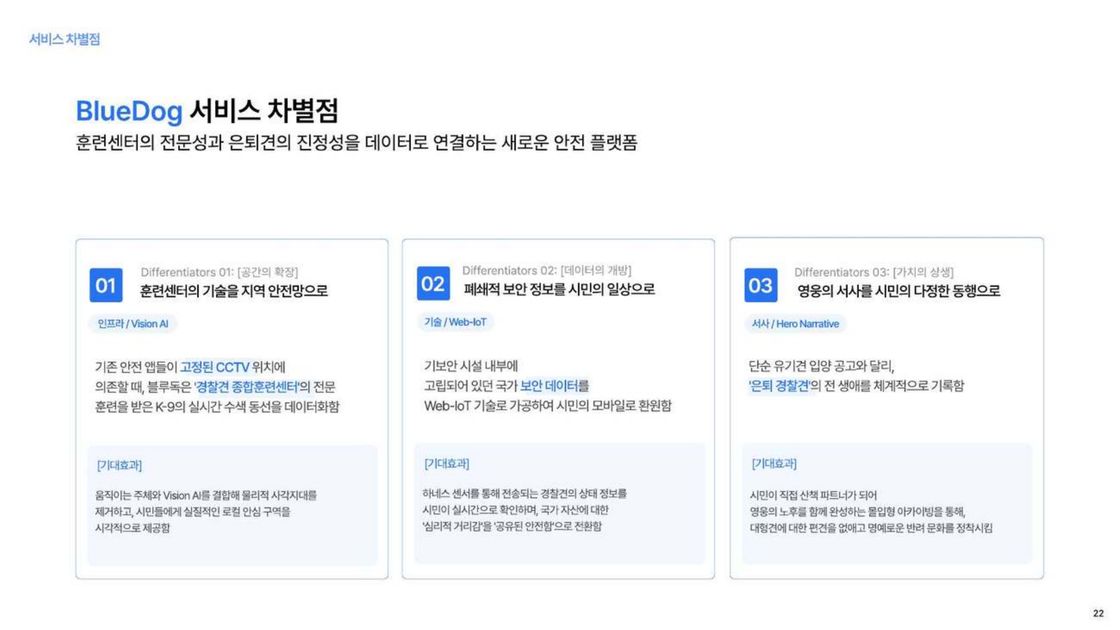 서비스 차별점
BlueDog 서비스 차별점
훈련센터의 전문성과 은퇴견의 진정성을 데이터로 연결하는 새로운 안전 플랫폼
01
Differentiators 01: [공간의 확장]
훈련센터의 기술을 지역 안전망으로
인프라 / Vision AI
기존 안전 앱들이 고정된 CCTV 위치에
의존할 때, 블루독은 '경찰견 종합훈련센터'의 전문
훈련을 받은 K-9의 실시간 수색 동선을 데이터화함
[기대효과]
움직이는 주체와 Vision AI를 결합해 물리적 사각지대를
제거하고, 시민들에게 실질적인 로컬 안심 구역을
시각적으로 제공함
02
Differentiators 02: [데이터의 개방]
폐쇄적 보안 정보를 시민의 일상으로
기술 / Web-IoT
기보안 시설 내부에
고립되어 있던 국가 보안 데이터를
Web-IoT 기술로 가공하여 시민의 모바일로 환원함
[기대효과]
하네스 센서를 통해 전송되는 경찰견의 상태 정보를
시민이 실시간으로 확인하며, 국가 자산에 대한
'심리적 거리감'을 '공유된 안전함'으로 전환함
03
Differentiators 03: [가치의 상생]
영웅의 서사를 시민의 다정한 동행으로
서사 / Hero Narrative
단순 유기견 입양 공고와 달리,
'은퇴 경찰견'의 전 생애를 체계적으로 기록함
[기대효과]
시민이 직접 산책 파트너가 되어
영웅의 노후를 함께 완성하는 몰입형 아카이빙을 통해,
대형견에 대한 편견을 없애고 명예로운 반려 문화를 정착시킴
22